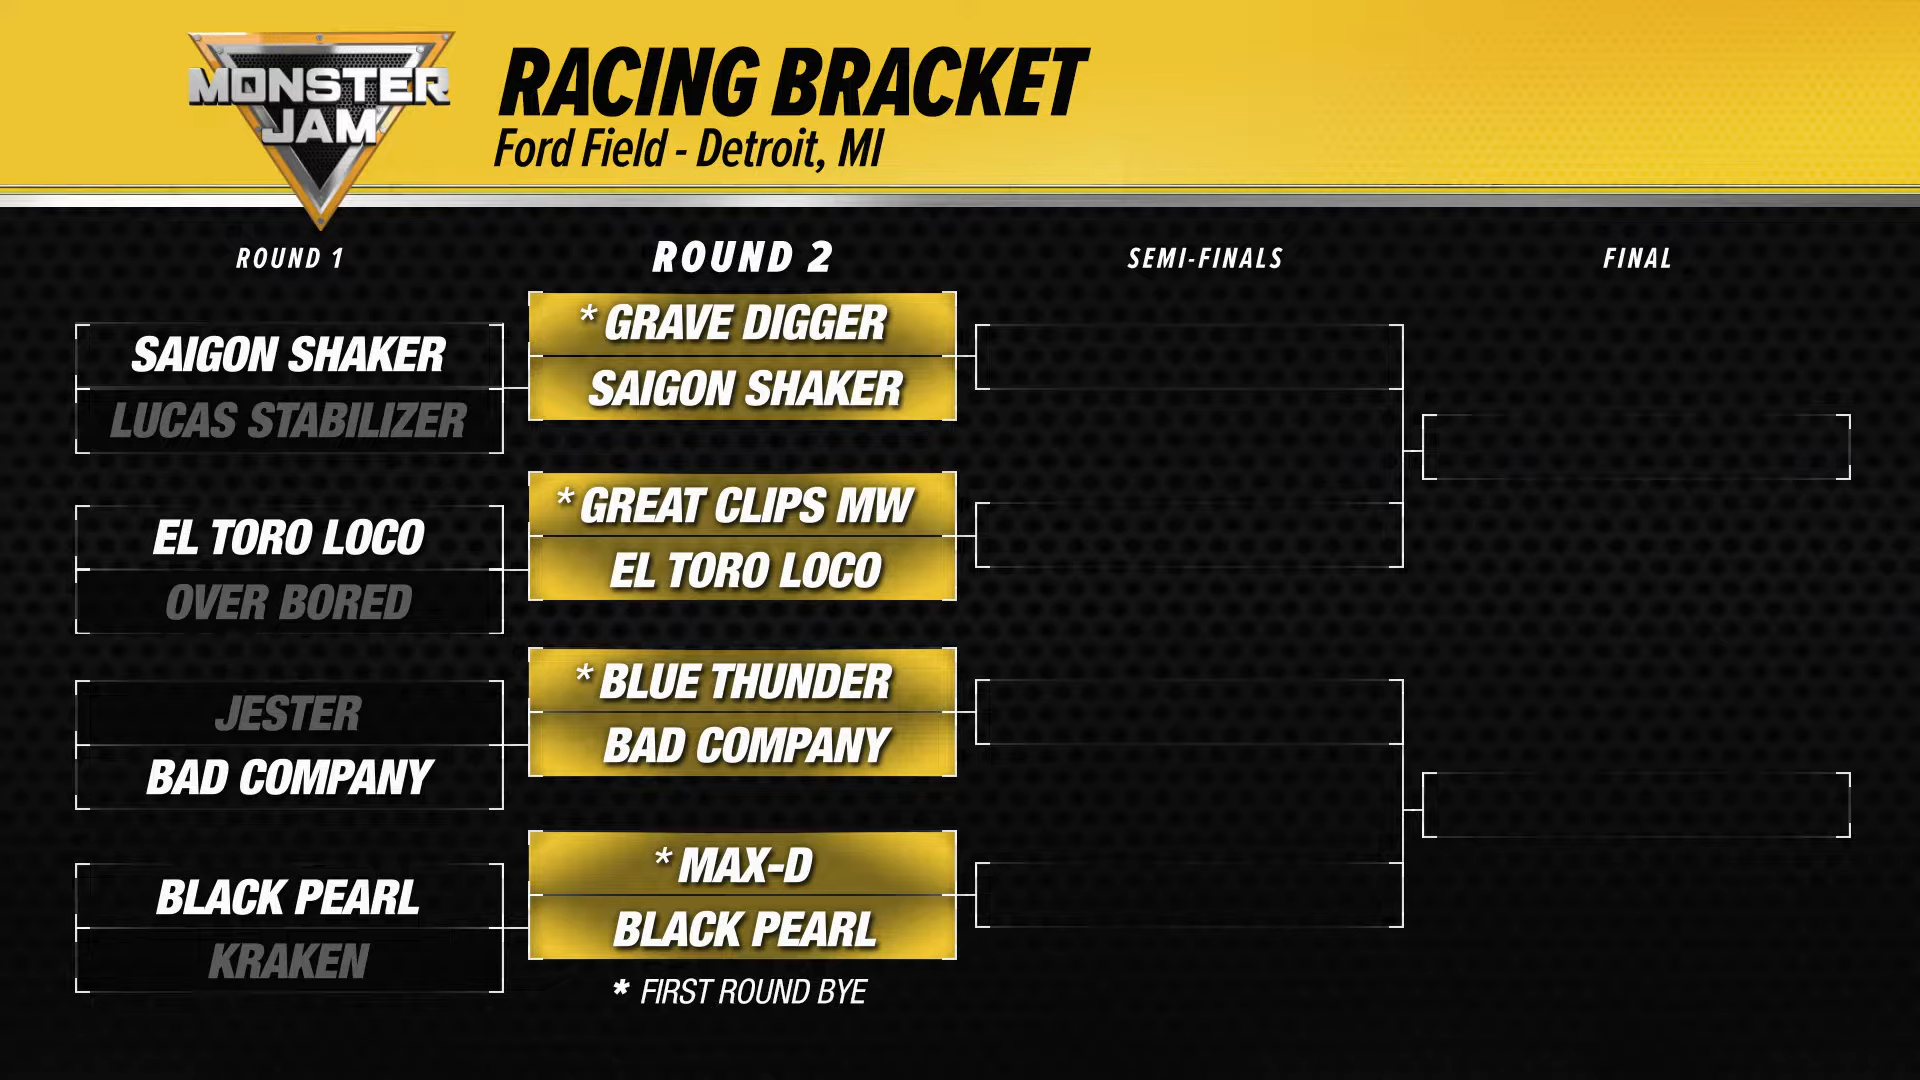 MONSTER
JAM
RACING BRACKET
Ford Field - Detroit, MI
ROUND 1
ROUND 2
SEMI-FINALS
FINAL
SAIGON SHAKER
LUCAS STABILIZER
EL TORO LOCO
OVER BORED
JESTER
BAD COMPANY
BLACK PEARL
KRAKEN
* GRAVE DIGGER
SAIGON SHAKER
* GREAT CLIPS MW
EL TORO LOCO
* BLUE THUNDER
BAD COMPANY
* MAX-D
BLACK PEARL
* FIRST ROUND BYE